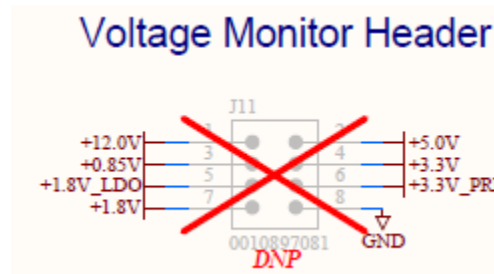 Voltage Monitor Header
J11
1 2
+12.0V +5.0V
3 4
+0.85V +3.3V
5 6
+1.8V_LDO +3.3V_PR
7 8
+1.8V
GND
0010897081
DNP